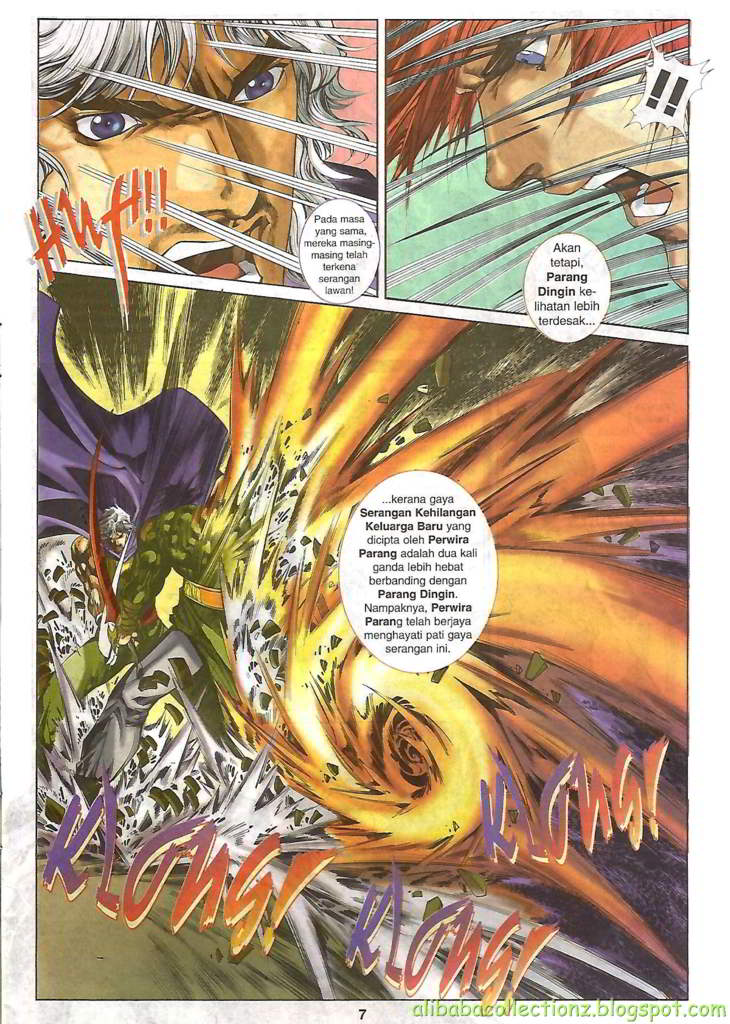 !!
HUH!!
Pada masa
yang sama,
mereka masing-
masing telah
terkena
serangan
lawan!
Akan
tetapi,
Parang
Dingin ke-
lihatan lebih
terdesak...
...kerana gaya
Serangan Kehilangan
Keluarga Baru yang
dicipta oleh Perwira
Parang adalah dua kali
ganda lebih hebat
berbanding dengan
Parang Dingin.
Nampaknya, Perwira
Parang telah berjaya
menghayati pati gaya
serangan ini.
KLONG!
KLONG!
KLONG!
7
alibabacollectionz.blogspot.com